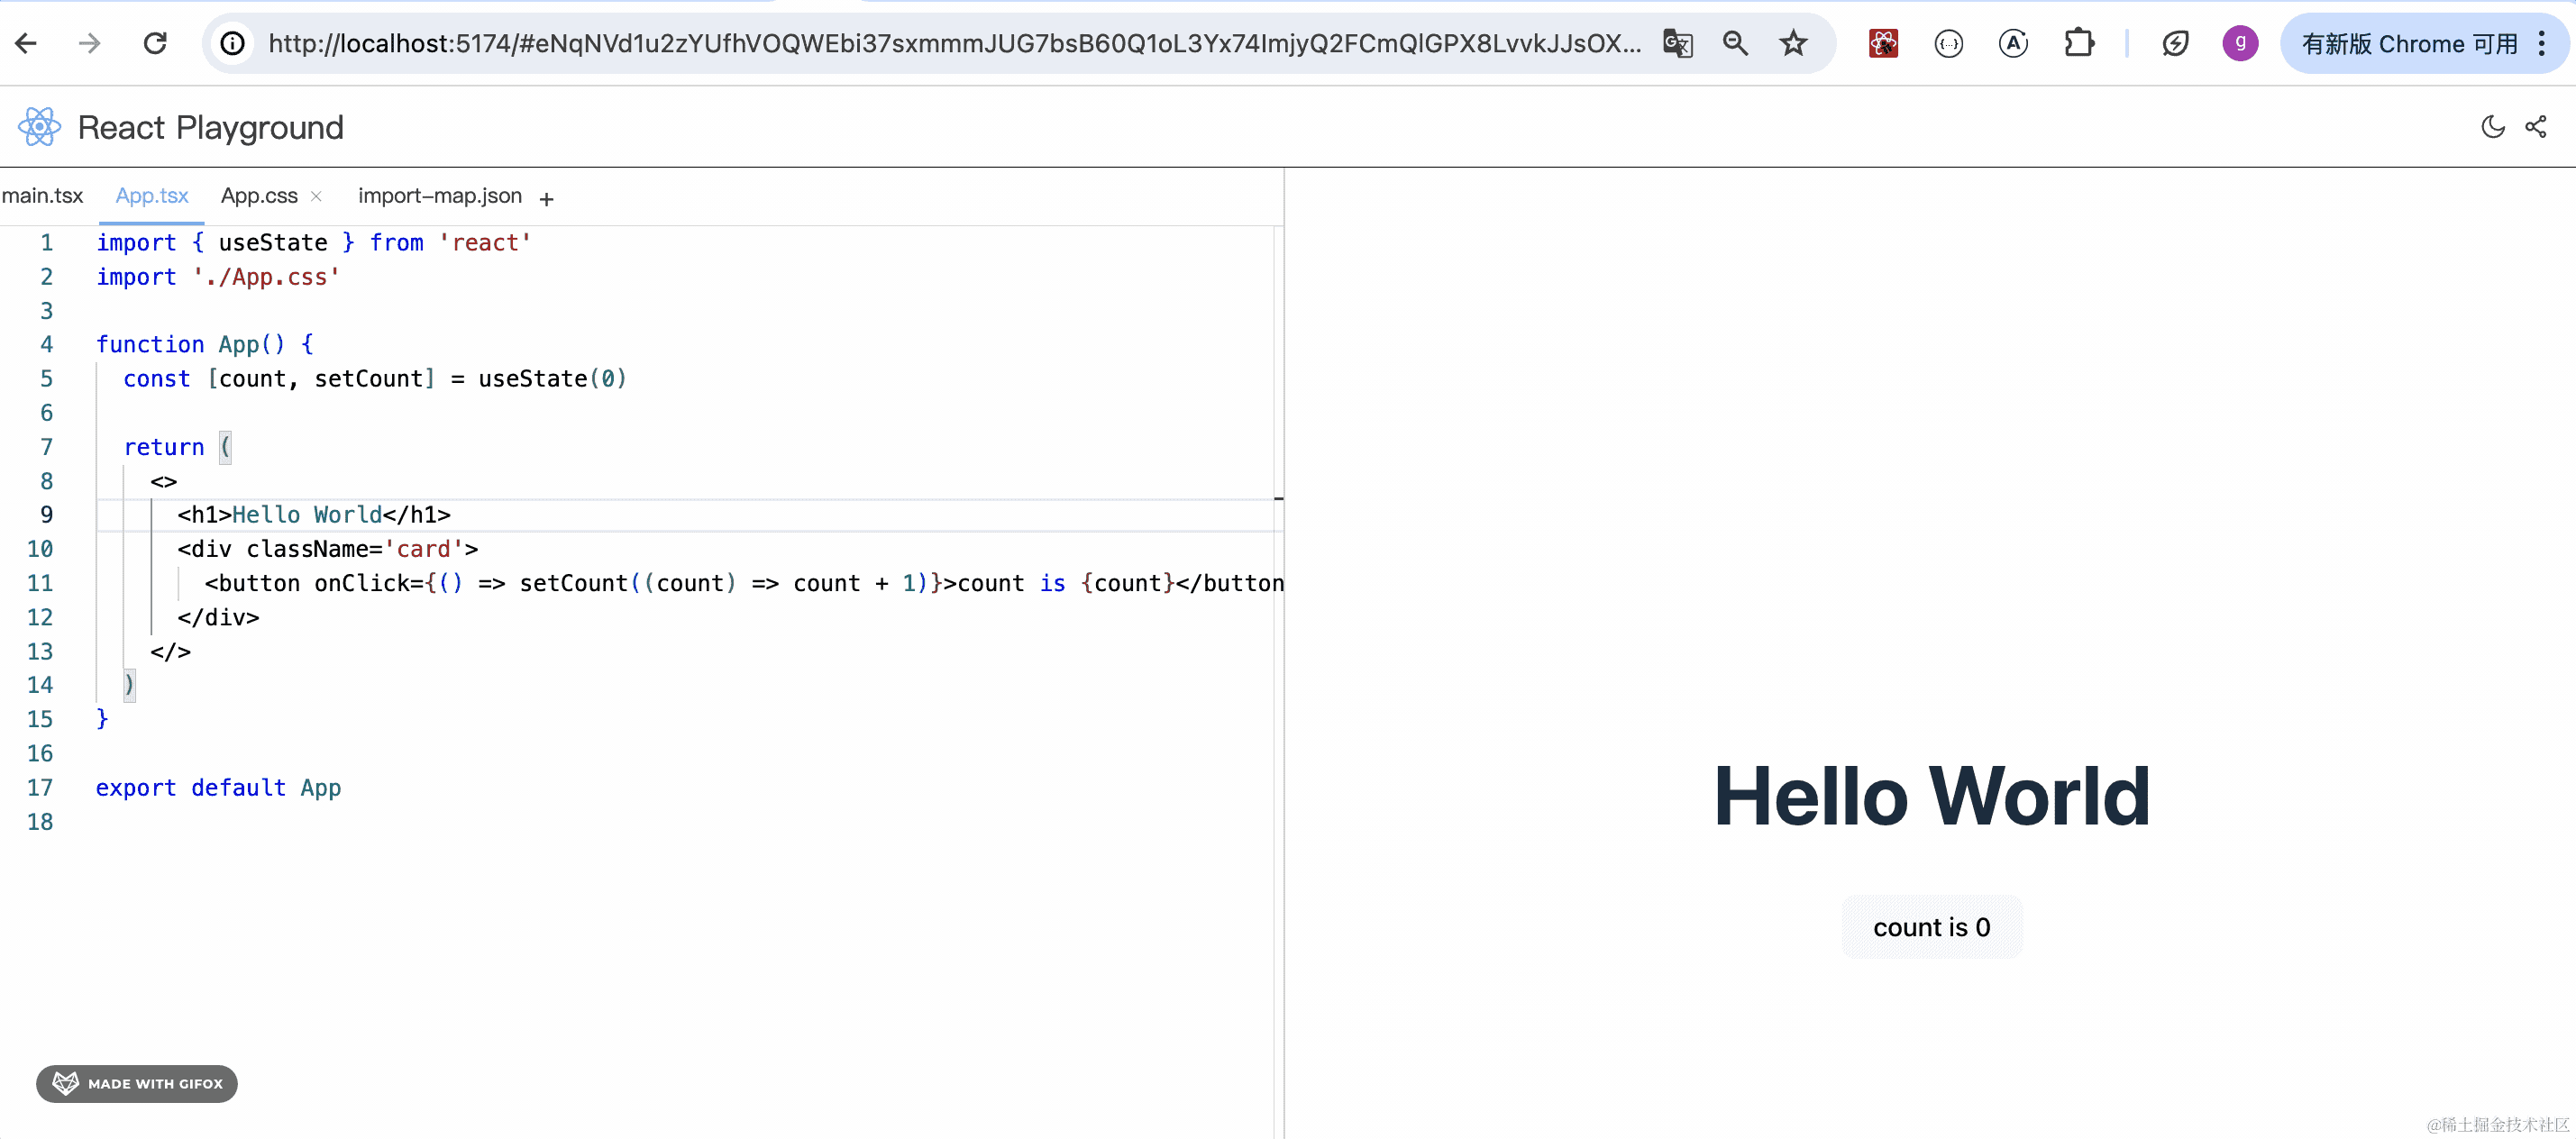 http://localhost:5174/#eNqNVd1u2zYUfhVOQWEbi37sxmmmJUG7bsB60Q1oL3Yx74ImjyQ2FCmQlGPX8LvvkJJsOX...
g
有新版 Chrome 可用
React Playground
main.tsx App.tsx App.css × import-map.json +
1 import { useState } from 'react'
2 import './App.css'
3
4 function App() {
5 const [count, setCount] = useState(0)
6
7 return (
8 <>
9 <h1>Hello World</h1>
10 <div className='card'>
11 <button onClick={() => setCount((count) => count + 1)}>count is {count}</button
12 </div>
13 </>
14 )
15 }
16
17 export default App
18
Hello World
count is 0
MADE WITH GIFOX
@稀土掘金技术社区